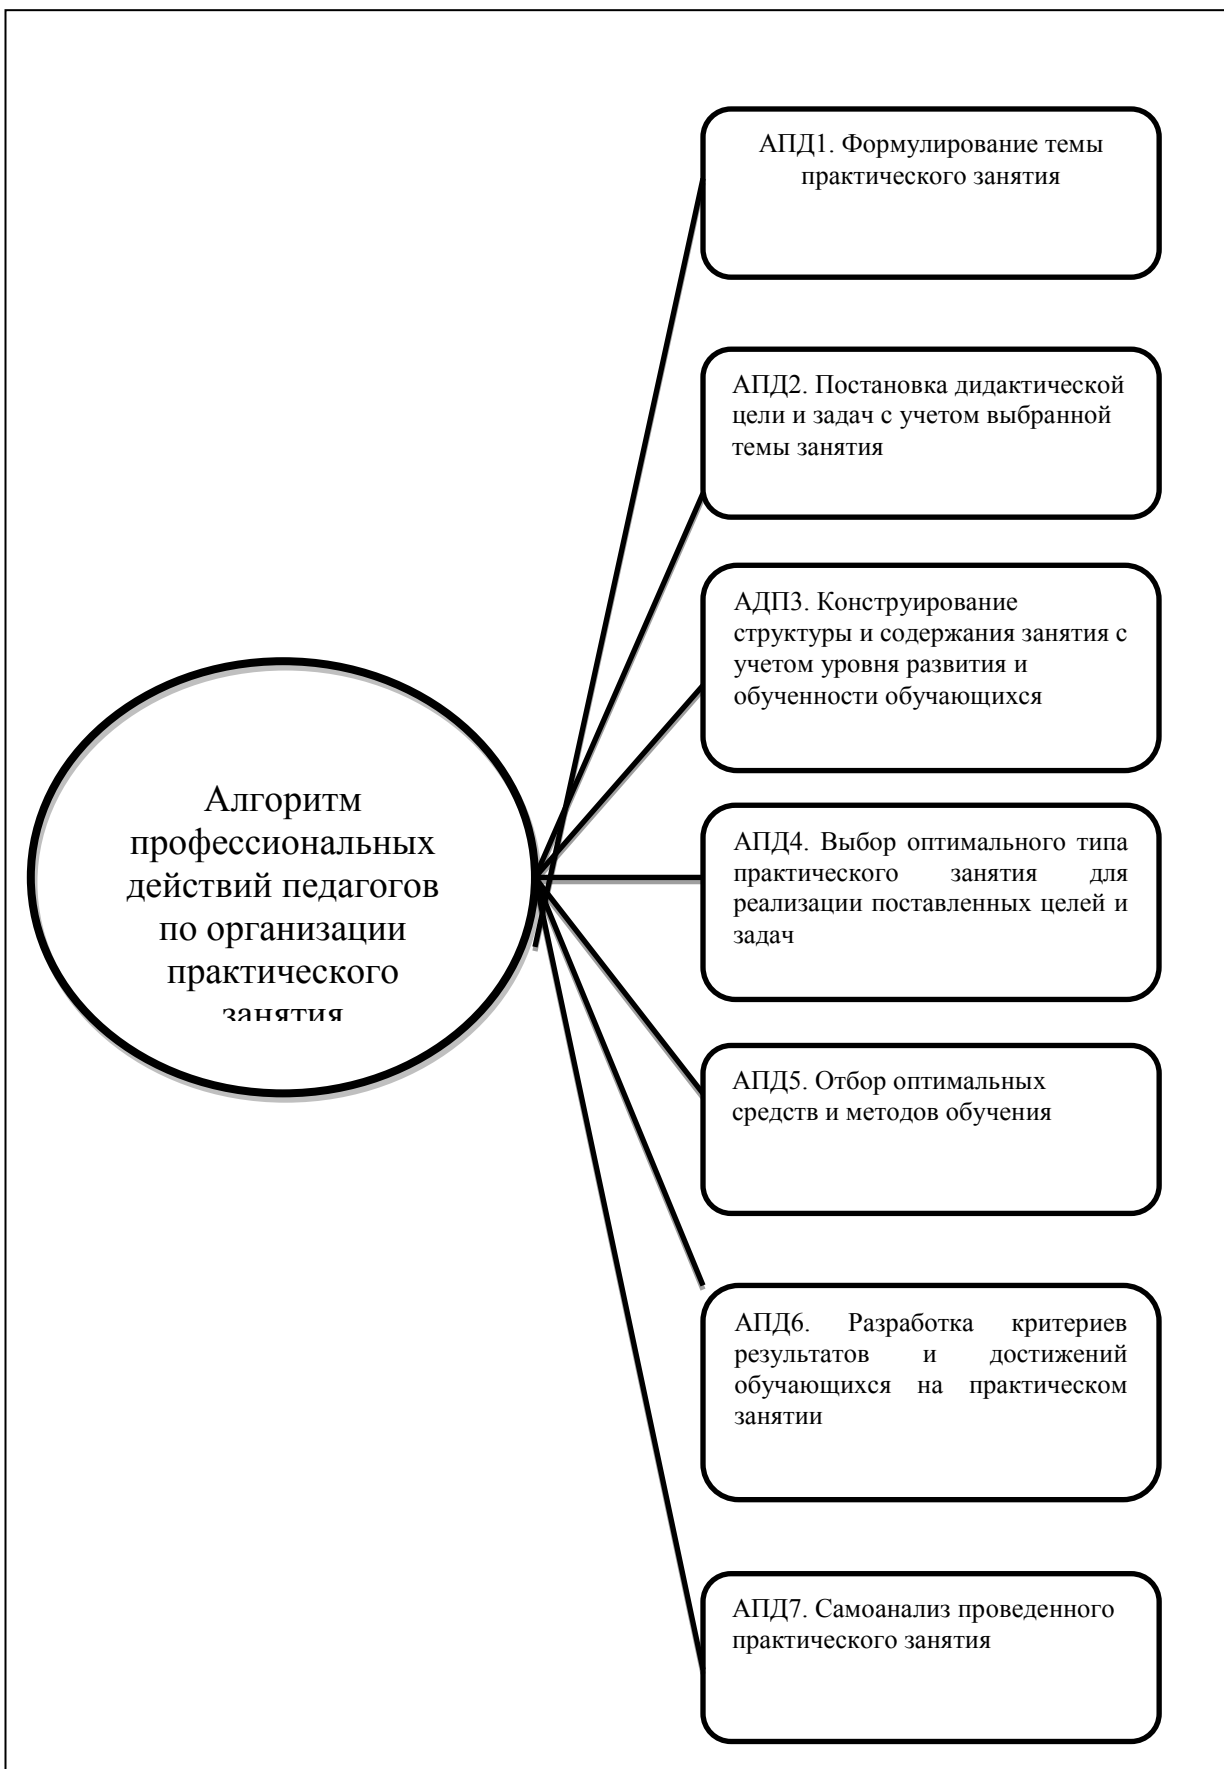 АПД1. Формулирование темы
практического занятия
АПД2. Постановка дидактической
цели и задач с учетом выбранной
темы занятия
АДП3. Конструирование
структуры и содержания занятия с
учетом уровня развития и
обученности обучающихся
Алгоритм
профессиональных
действий педагогов
по организации
практического
занятия
АПД4. Выбор оптимального типа
практического занятия для
реализации поставленных целей и
задач
АПД5. Отбор оптимальных
средств и методов обучения
АПД6. Разработка критериев
результатов и достижений
обучающихся на практическом
занятии
АПД7. Самоанализ проведенного
практического занятия